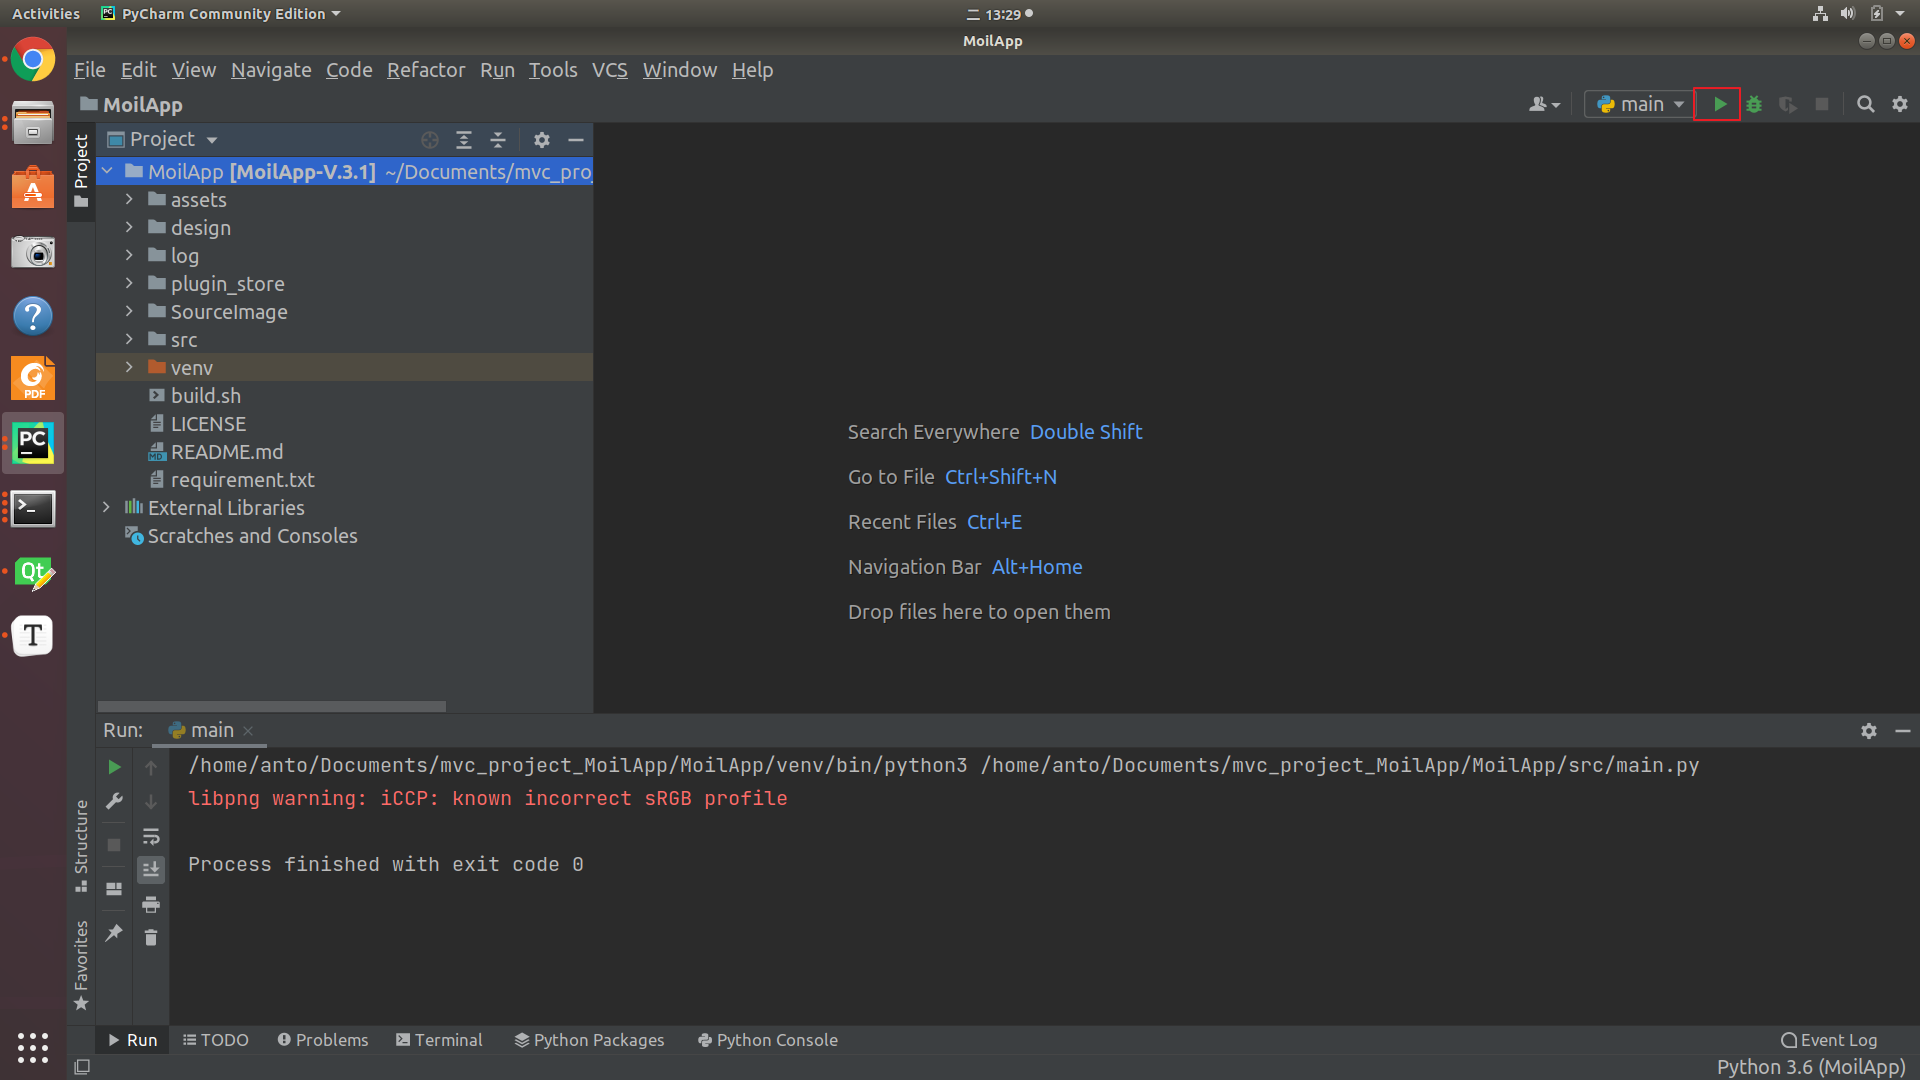 Activities PyCharm Community Edition 二 13:29
MoilApp
File Edit View Navigate Code Refactor Run Tools VCS Window Help
MoilApp main
Project
Project
MoilApp [MoilApp-V.3.1] ~/Documents/mvc_pro
assets
design
log
plugin_store
SourceImage
src
venv
build.sh
LICENSE
README.md
requirement.txt
External Libraries
Scratches and Consoles
Search Everywhere Double Shift
Go to File Ctrl+Shift+N
Recent Files Ctrl+E
Navigation Bar Alt+Home
Drop files here to open them
Run: main
/home/anto/Documents/mvc_project_MoilApp/MoilApp/venv/bin/python3 /home/anto/Documents/mvc_project_MoilApp/MoilApp/src/main.py
libpng warning: iCCP: known incorrect sRGB profile
Process finished with exit code 0
Structure
Favorites
Run TODO Problems Terminal Python Packages Python Console Event Log
Python 3.6 (MoilApp)
PC
PDF
PC
Qt
T
MD